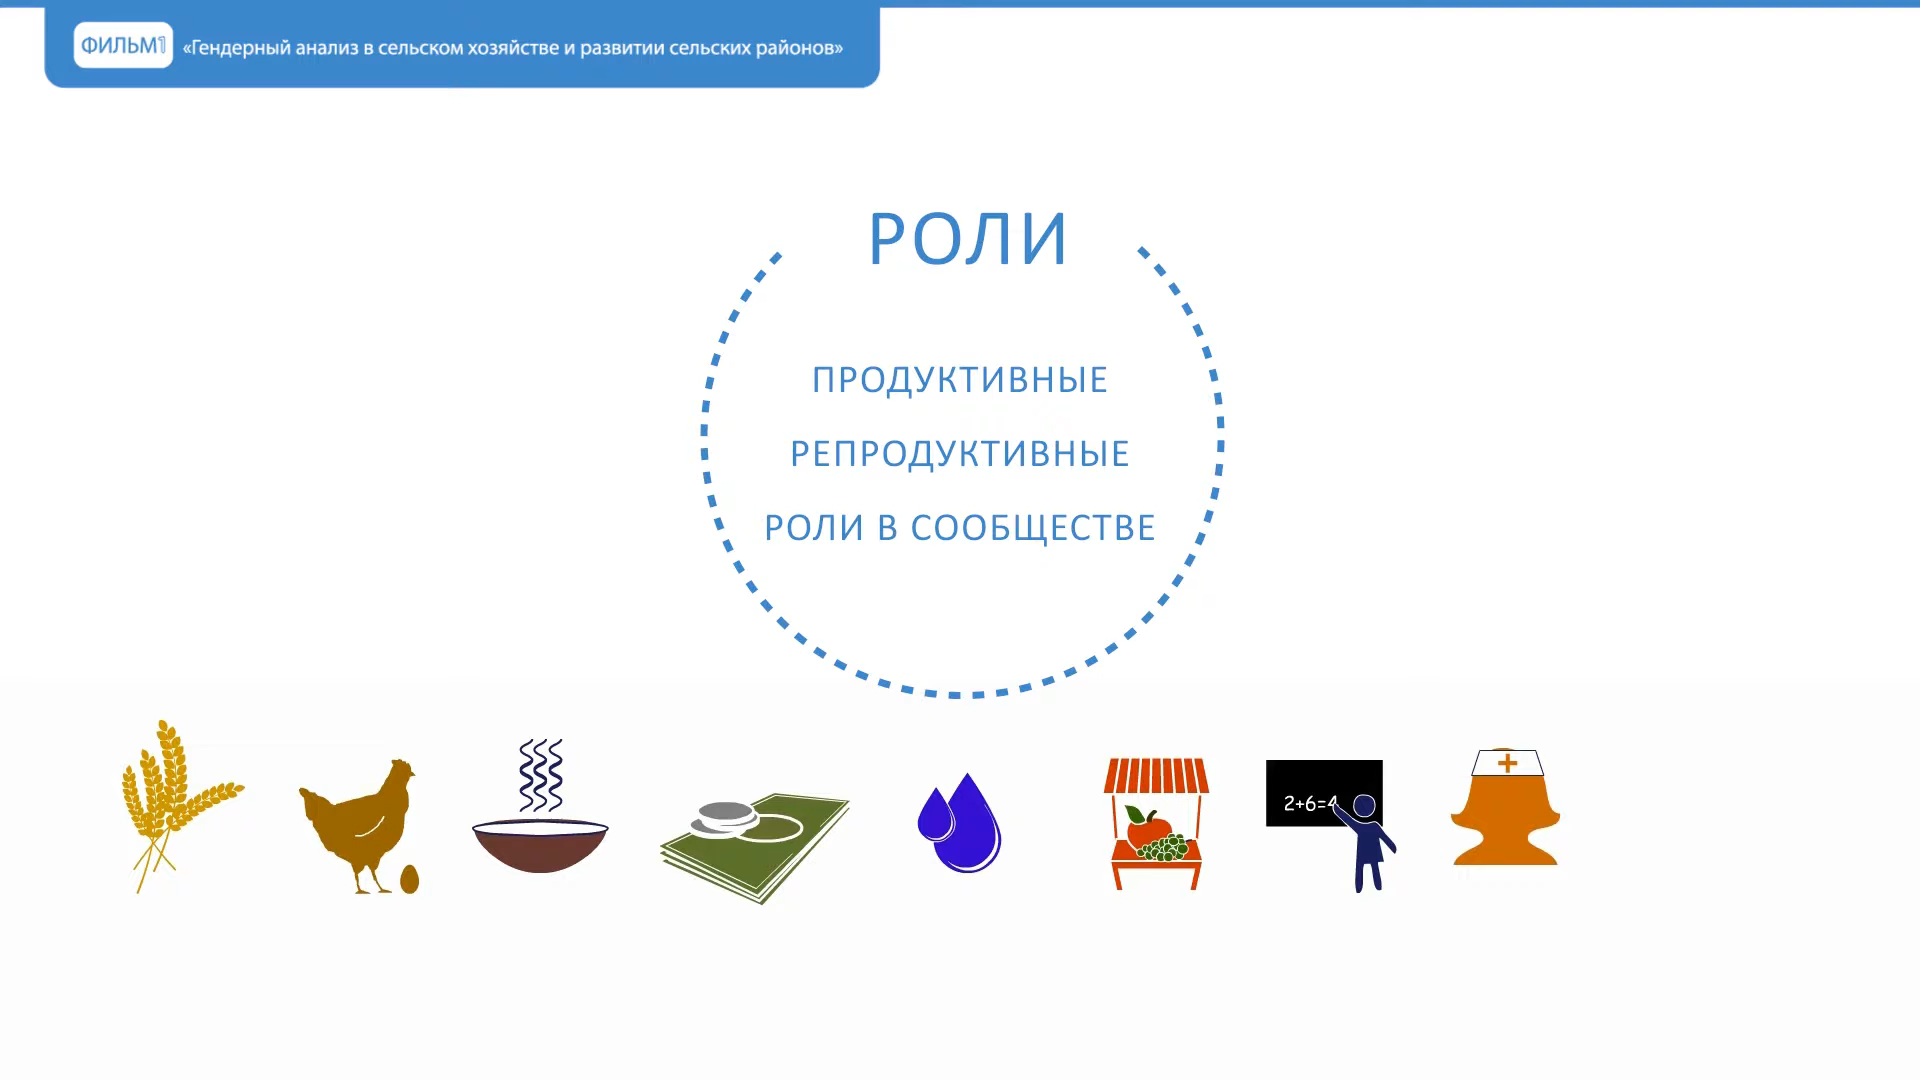 ФИЛЬМ1 «Гендерный анализ в сельском хозяйстве и развитии сельских районов»
РОЛИ
ПРОДУКТИВНЫЕ
РЕПРОДУКТИВНЫЕ
РОЛИ В СООБЩЕСТВЕ
2+6=4